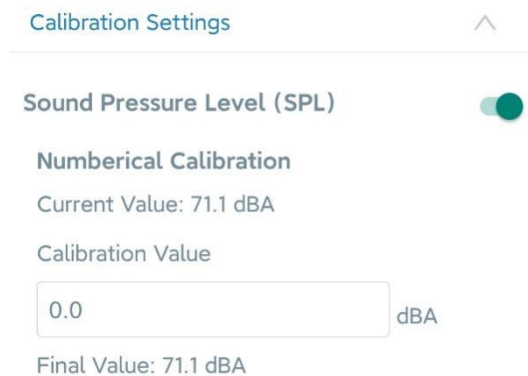 Calibration Settings
Sound Pressure Level (SPL)
Numberical Calibration
Current Value: 71.1 dBA
Calibration Value
0.0 dBA
Final Value: 71.1 dBA